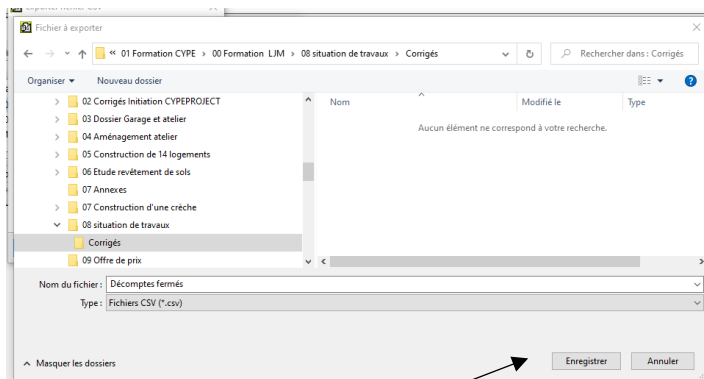 Exporter fichier CSV
Fichier à exporter
« 01 Formation CYPE › 00 Formation LJM › 08 situation de travaux › Corrigés
Rechercher dans : Corrigés
Organiser
Nouveau dossier
Nom
Modifié le
Type
Aucun élément ne correspond à votre recherche.
02 Corrigés Initiation CYPEPROJECT
03 Dossier Garage et atelier
04 Aménagement atelier
05 Construction de 14 logements
06 Etude revêtement de sols
07 Annexes
07 Construction d'une crèche
08 situation de travaux
Corrigés
09 Offre de prix
Nom du fichier : Décomptes fermés
Type : Fichiers CSV (*.csv)
Masquer les dossiers
Enregistrer
Annuler